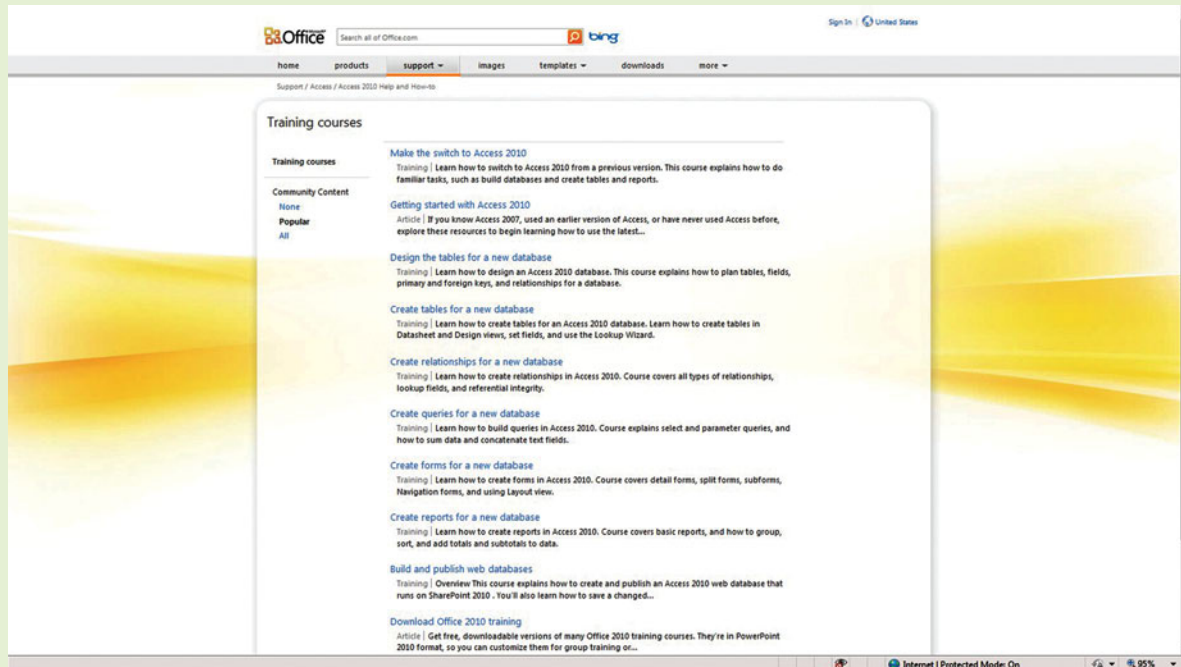 Sign In | United States
Microsoft
Office
Search all of Office.com
bing
home products support images templates downloads more
Support / Access / Access 2010 Help and How-to
Training courses
Training courses
Community Content
None
Popular
All
Make the switch to Access 2010
Training | Learn how to switch to Access 2010 from a previous version. This course explains how to do
familiar tasks, such as build databases and create tables and reports.
Getting started with Access 2010
Article | If you know Access 2007, used an earlier version of Access, or have never used Access before,
explore these resources to begin learning how to use the latest...
Design the tables for a new database
Training | Learn how to design an Access 2010 database. This course explains how to plan tables, fields,
primary and foreign keys, and relationships for a database.
Create tables for a new database
Training | Learn how to create tables for an Access 2010 database. Learn how to create tables in
Datasheet and Design views, set fields, and use the Lookup Wizard.
Create relationships for a new database
Training | Learn how to create relationships in Access 2010. Course covers all types of relationships,
lookup fields, and referential integrity.
Create queries for a new database
Training | Learn how to build queries in Access 2010. Course explains select and parameter queries, and
how to sum data and concatenate text fields.
Create forms for a new database
Training | Learn how to create forms in Access 2010. Course covers detail forms, split forms, subforms,
Navigation forms, and using Layout view.
Create reports for a new database
Training | Learn how to create reports in Access 2010. Course covers basic reports, and how to group,
sort, and add totals and subtotals to data.
Build and publish web databases
Training | Overview This course explains how to create and publish an Access 2010 web database that
runs on SharePoint 2010 . You'll also learn how to save a changed...
Download Office 2010 training
Article | Get free, downloadable versions of many Office 2010 training courses. They're in PowerPoint
2010 format, so you can customize them for group training or...
Internet | Protected Mode: On 95%